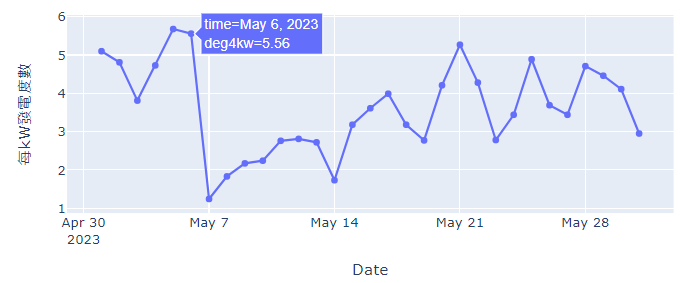 6
time=May 6, 2023
deg4kw=5.56
5
4
3
2
1
每kW發電度數
Apr 30
2023
May 7
May 14
May 21
May 28
Date